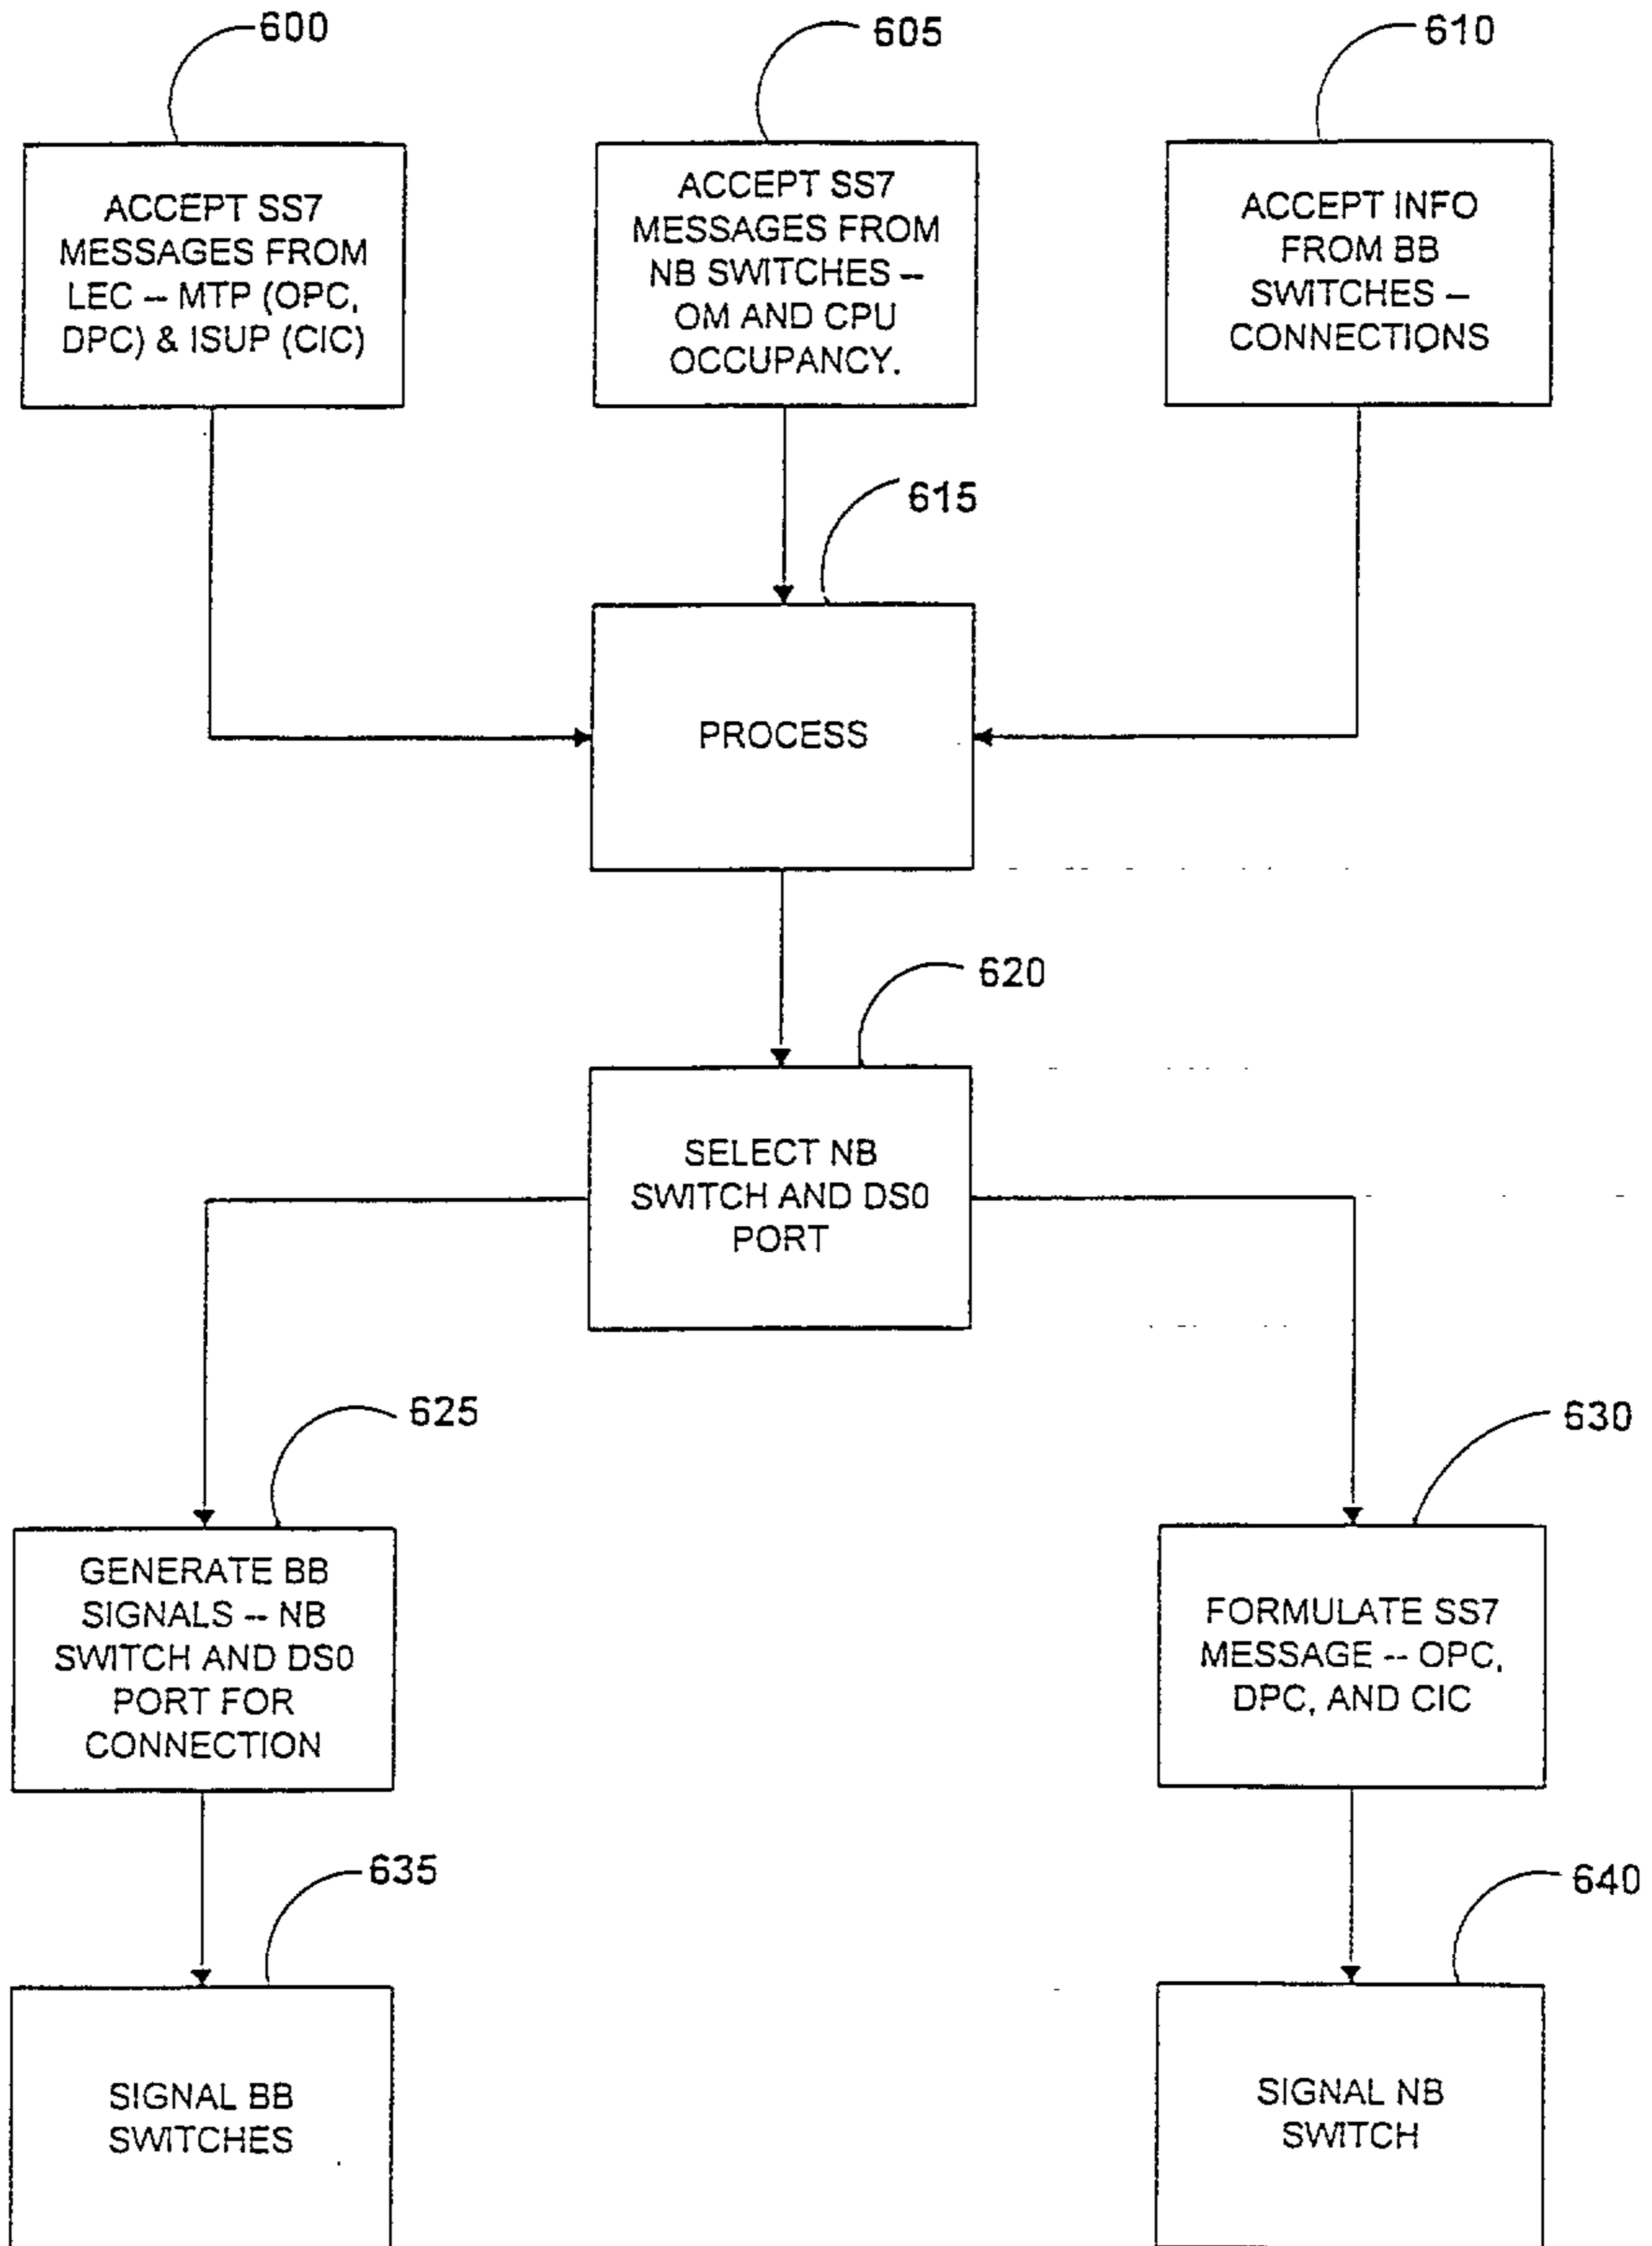 600
605
610
ACCEPT SS7
MESSAGES FROM
LEC -- MTP (OPC,
DPC) & ISUP (CIC)
ACCEPT SS7
MESSAGES FROM
NB SWITCHES --
OM AND CPU
OCCUPANCY.
ACCEPT INFO
FROM BB
SWITCHES --
CONNECTIONS
615
PROCESS
620
SELECT NB
SWITCH AND DS0
PORT
625
630
GENERATE BB
SIGNALS -- NB
SWITCH AND DS0
PORT FOR
CONNECTION
FORMULATE SS7
MESSAGE -- OPC,
DPC, AND CIC
635
640
SIGNAL BB
SWITCHES
SIGNAL NB
SWITCH